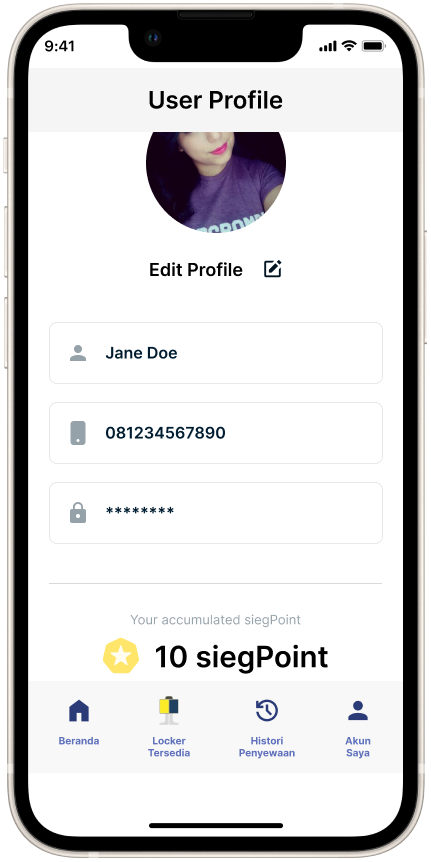 9:41
User Profile
Edit Profile
Jane Doe
081234567890
********
Your accumulated siegPoint
10 siegPoint
Beranda
Locker
Tersedia
Histori
Penyewaan
Akun
Saya